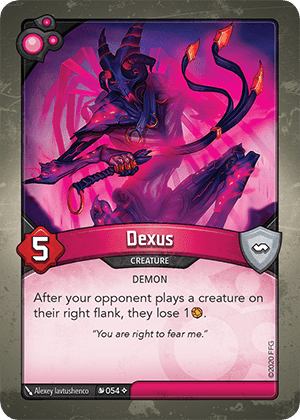 Dexus
5
CREATURE
DEMON
After your opponent plays a creature on
their right flank, they lose 1.
"You are right to fear me."
Alexey Iavtushenco
054
©2020 FFG